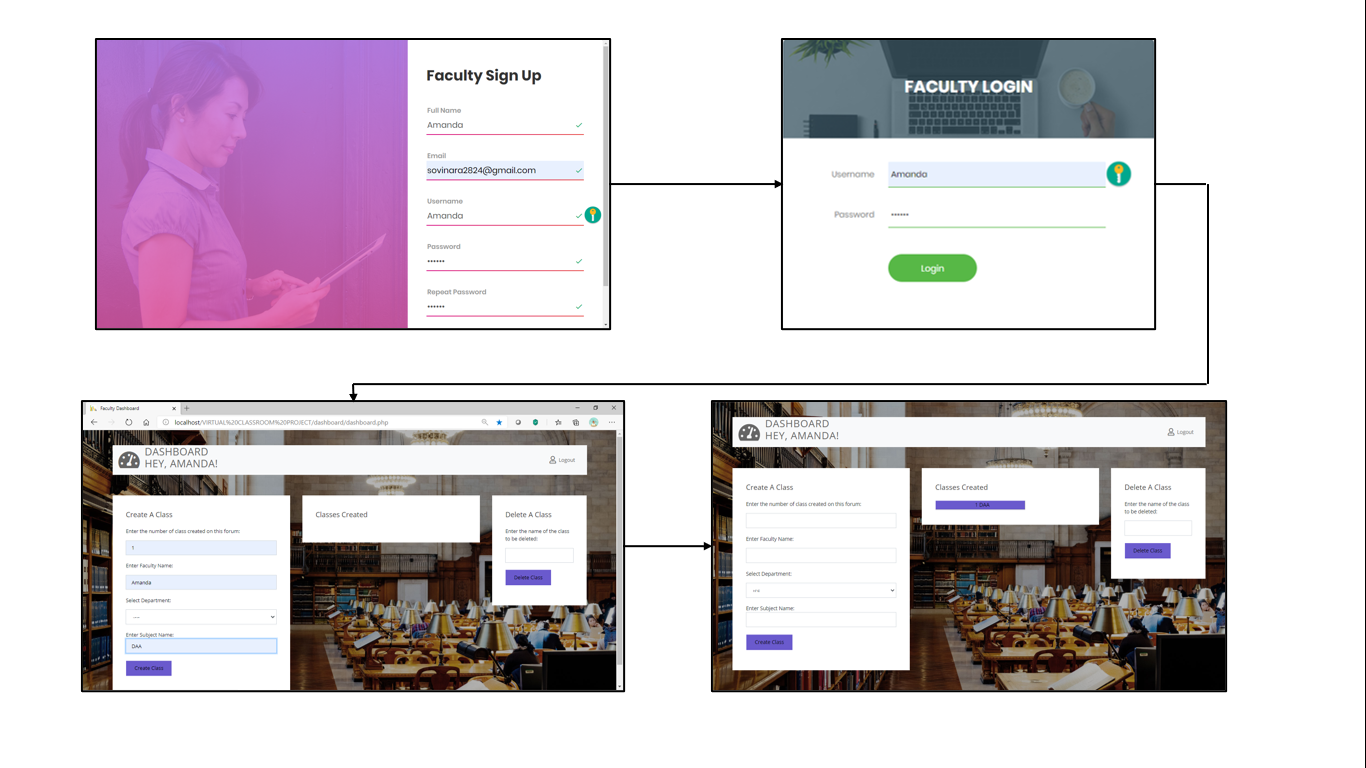 Faculty Sign Up
Full Name
Amanda
Email
sovinara2824@gmail.com
Username
Amanda
Password
••••••
Repeat Password
••••••
FACULTY LOGIN
Username
Amanda
Password
••••••
Login
Faculty Dashboard
localhost/VIRTUAL%20CLASSROOM%20PROJECT/dashboard/dashboard.php
DASHBOARD
HEY, AMANDA!
Logout
Create A Class
Enter the number of class created on this forum:
1
Enter Faculty Name:
Amanda
Select Department:
---
Enter Subject Name:
DAA
Create Class
Classes Created
Delete A Class
Enter the name of the class
to be deleted:
Delete Class
DASHBOARD
HEY, AMANDA!
Logout
Create A Class
Enter the number of class created on this forum:
Enter Faculty Name:
Select Department:
Enter Subject Name:
Create Class
Classes Created
1 DAA
Delete A Class
Enter the name of the class
to be deleted:
Delete Class